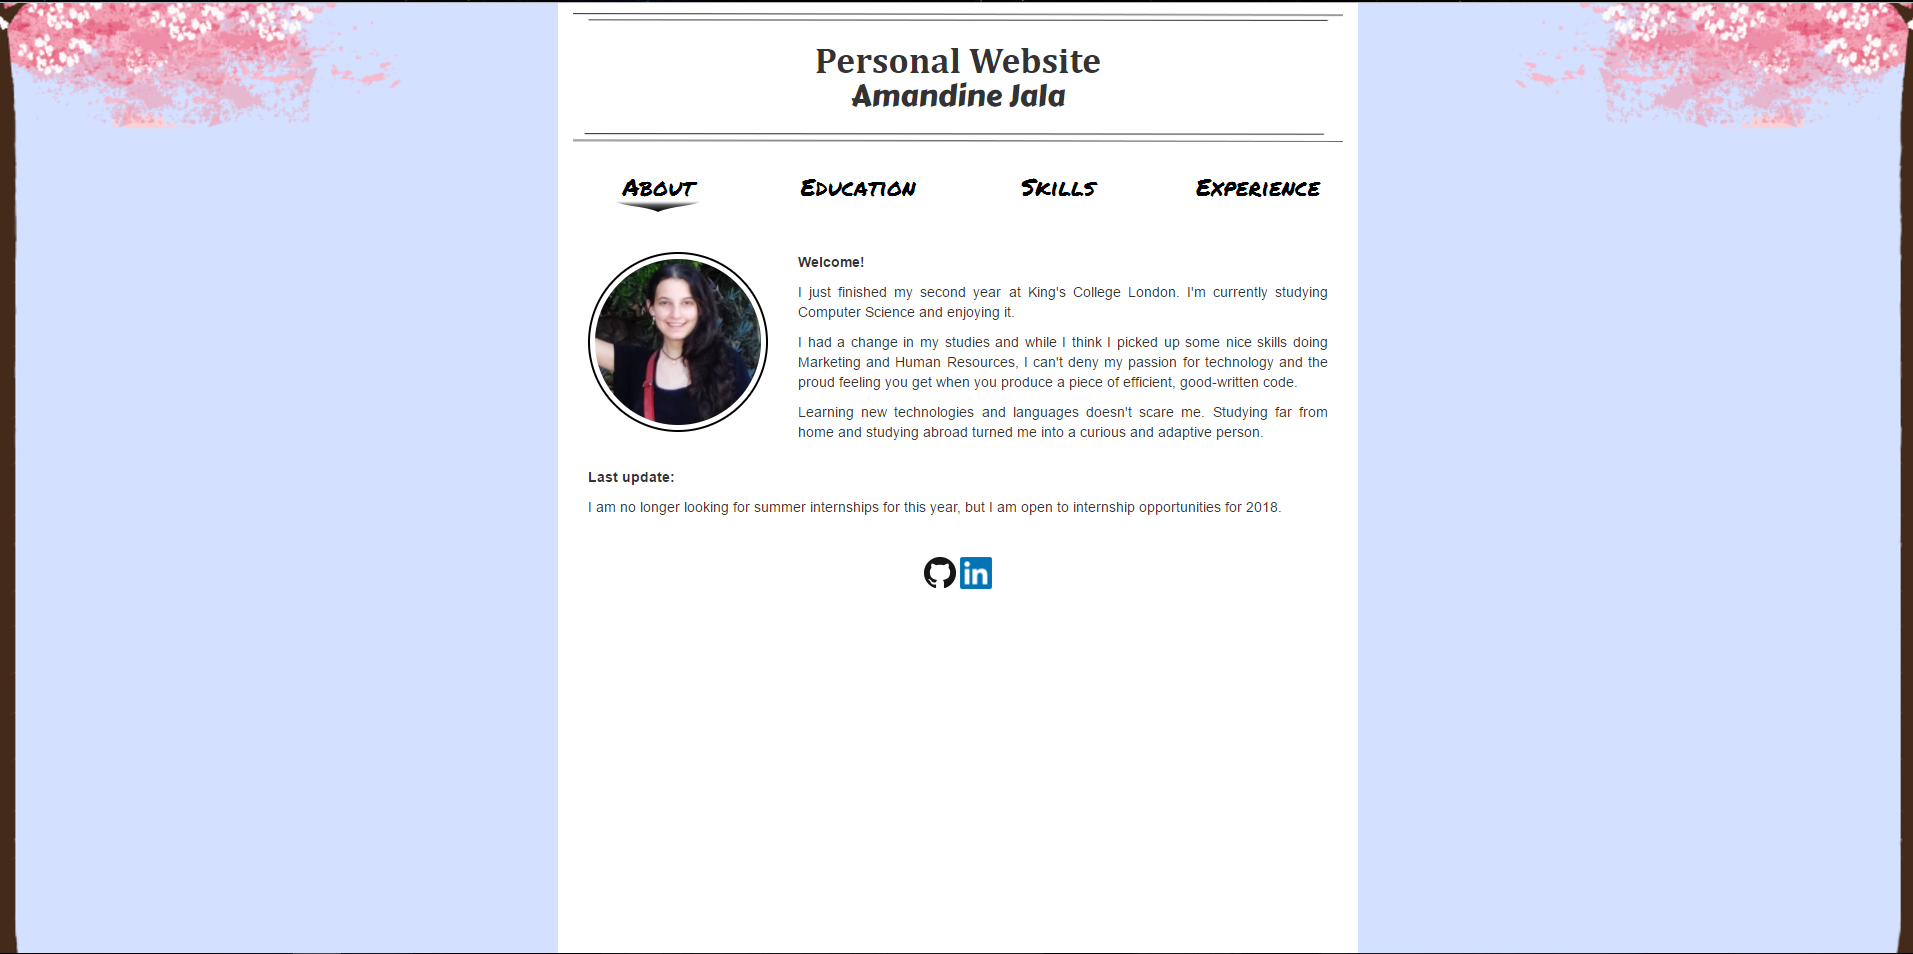 Personal Website
Amandine Jala
About Education Skills Experience
Welcome!
I just finished my second year at King's College London. I'm currently studying
Computer Science and enjoying it.
I had a change in my studies and while I think I picked up some nice skills doing
Marketing and Human Resources, I can't deny my passion for technology and the
proud feeling you get when you produce a piece of efficient, good-written code.
Learning new technologies and languages doesn't scare me. Studying far from
home and studying abroad turned me into a curious and adaptive person.
Last update:
I am no longer looking for summer internships for this year, but I am open to internship opportunities for 2018.
in